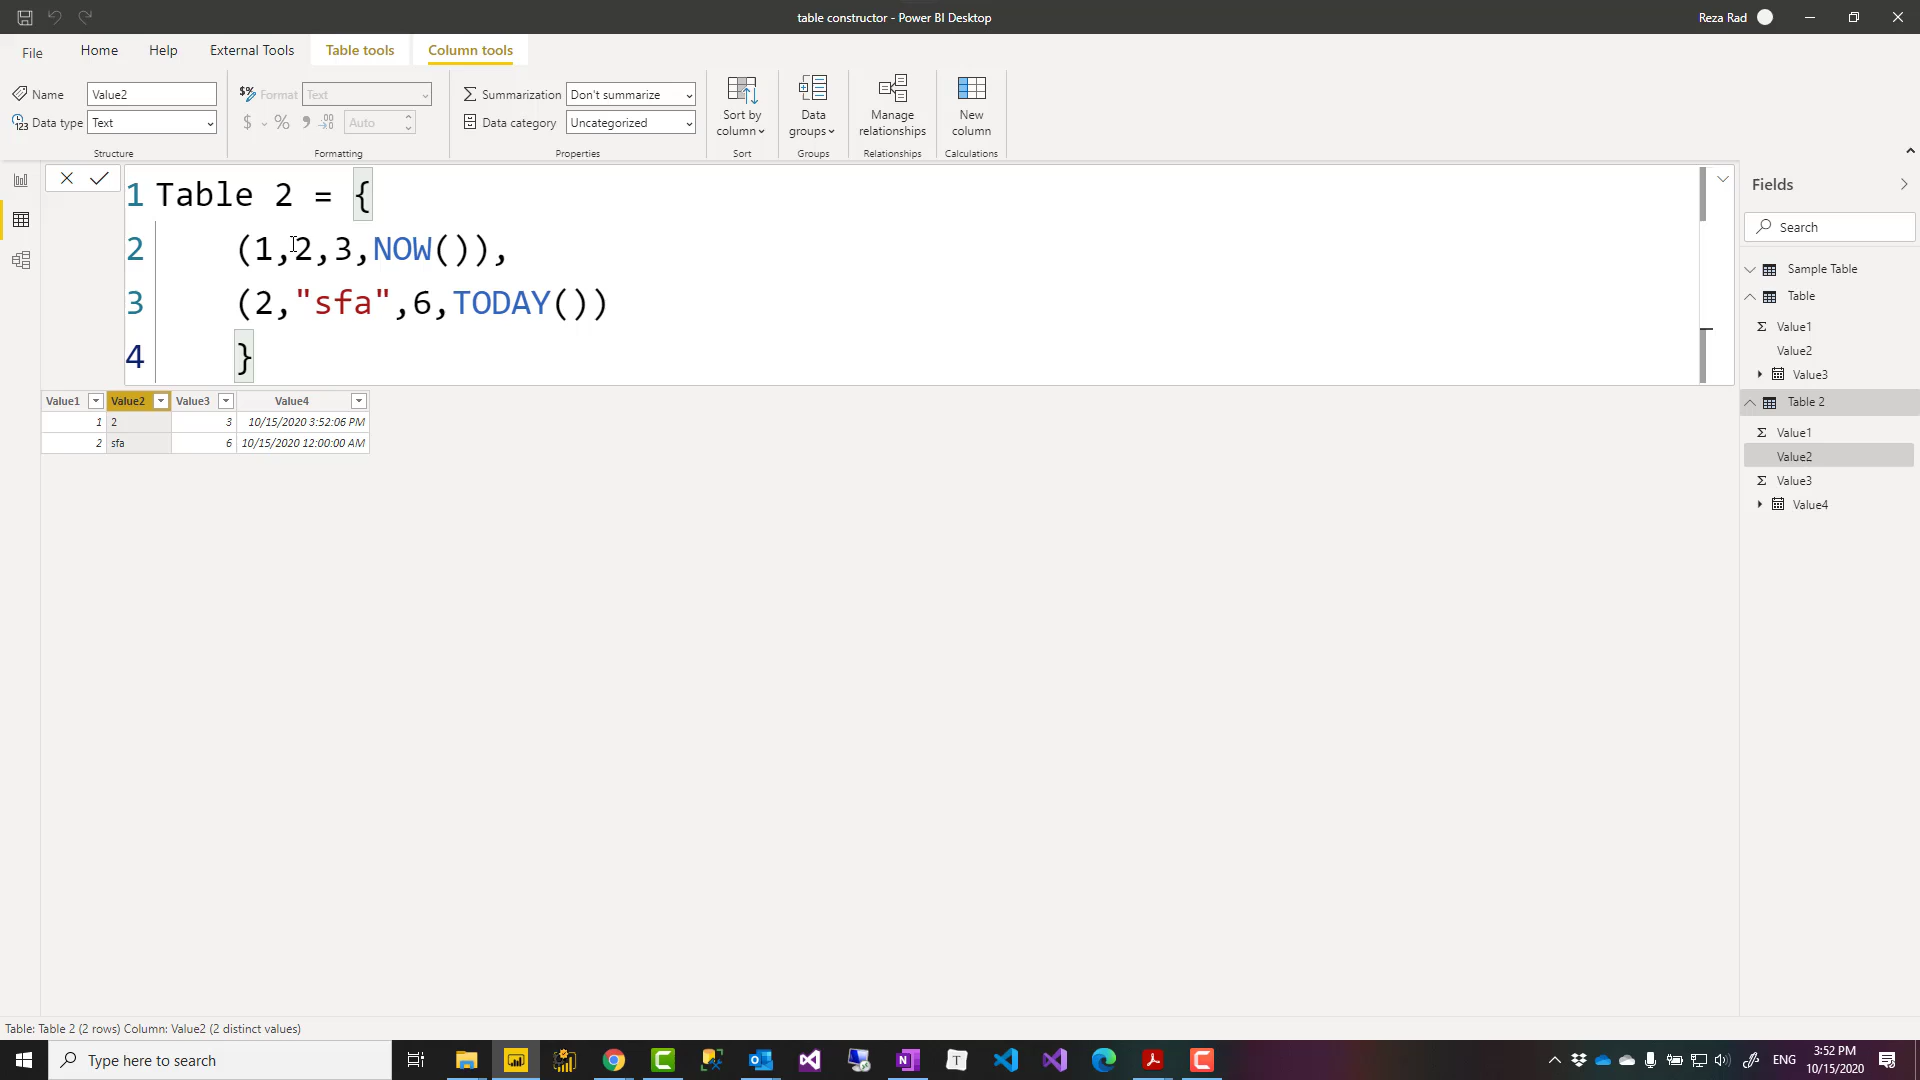 table constructor - Power BI Desktop
Reza Rad
File
Home
Help
External Tools
Table tools
Column tools
Name
Value2
Data type
Text
Structure
Format
Text
$ % 9 .00
Auto
Formatting
Summarization
Don't summarize
Data category
Uncategorized
Properties
Sort by
column
Sort
Data
groups
Groups
Manage
relationships
Relationships
New
column
Calculations
1 Table 2 = {
2 (1,2,3,NOW()),
3 (2,"sfa",6,TODAY())
4 }
Value1 Value2 Value3 Value4
1 2 3 10/15/2020 3:52:06 PM
2 sfa 6 10/15/2020 12:00:00 AM
Fields
Search
Sample Table
Table
Value1
Value2
Value3
Table 2
Value1
Value2
Value3
Value4
Table: Table 2 (2 rows) Column: Value2 (2 distinct values)
Type here to search
ENG
3:52 PM
10/15/2020